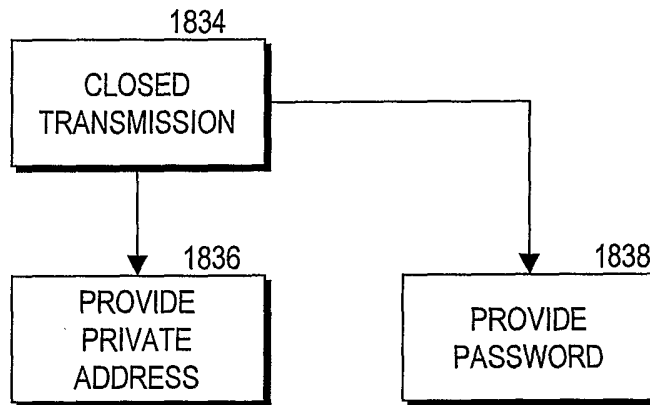 1834
CLOSED
TRANSMISSION
1836
PROVIDE
PRIVATE
ADDRESS
1838
PROVIDE
PASSWORD